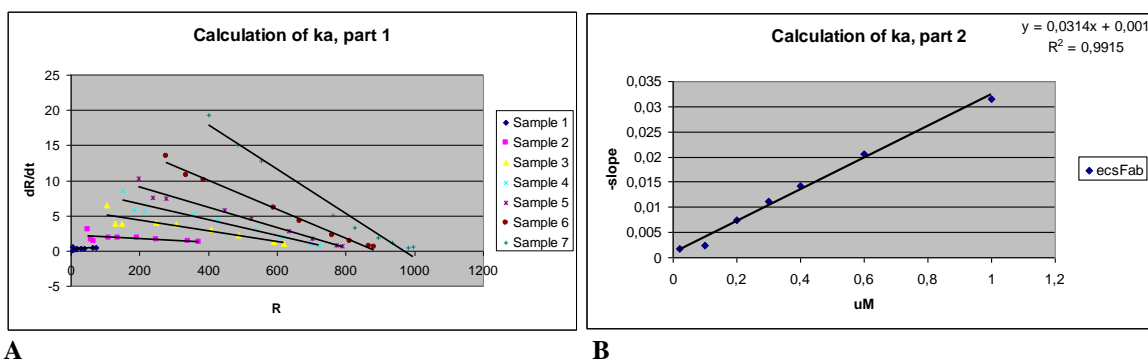 Calculation of ka, part 1
25
20
15
10
5
0
-5
dR/dt
0 200 400 600 800 1000 1200
R
Sample 1
Sample 2
Sample 3
Sample 4
Sample 5
Sample 6
Sample 7
A
Calculation of ka, part 2
y = 0,0314x + 0,001
R² = 0,9915
0,035
0,03
0,025
0,02
0,015
0,01
0,005
0
-slope
0 0,2 0,4 0,6 0,8 1 1,2
uM
ecsFab
B